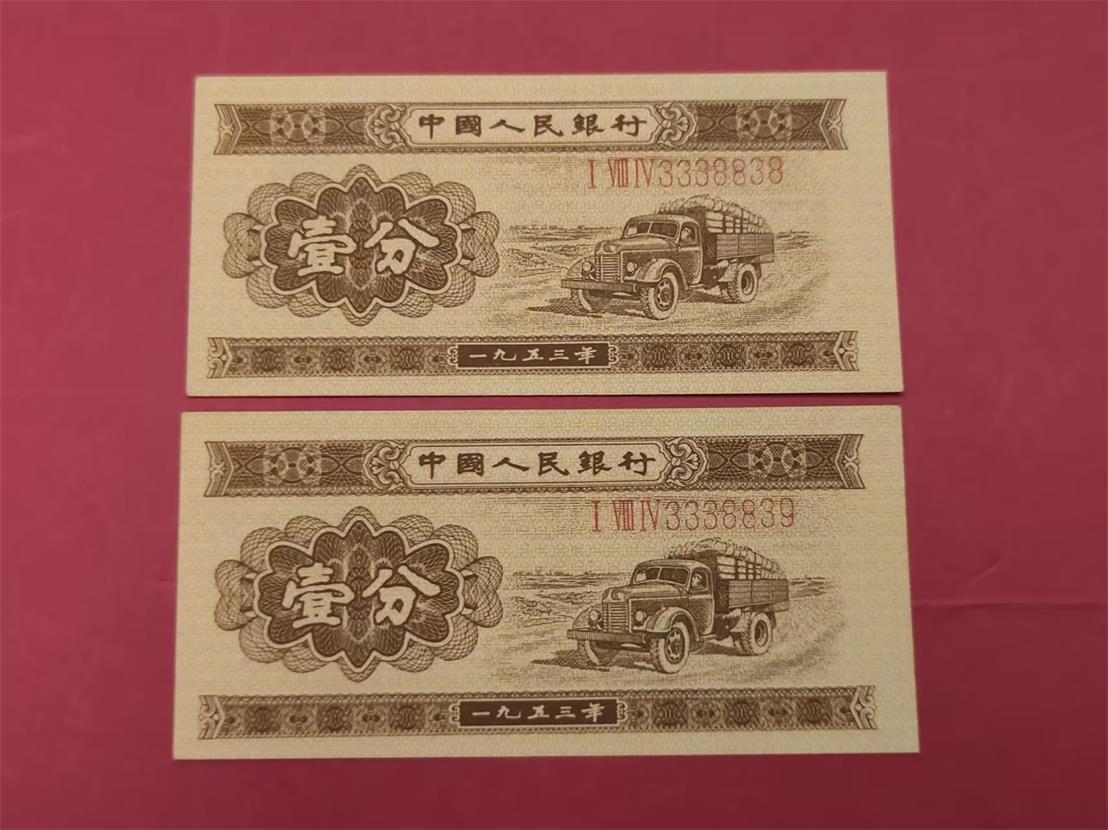 中國人民銀行
I VIII IV 3338838
壹分
一九五三年
中國人民銀行
I VIII IV 3338839
壹分
一九五三年